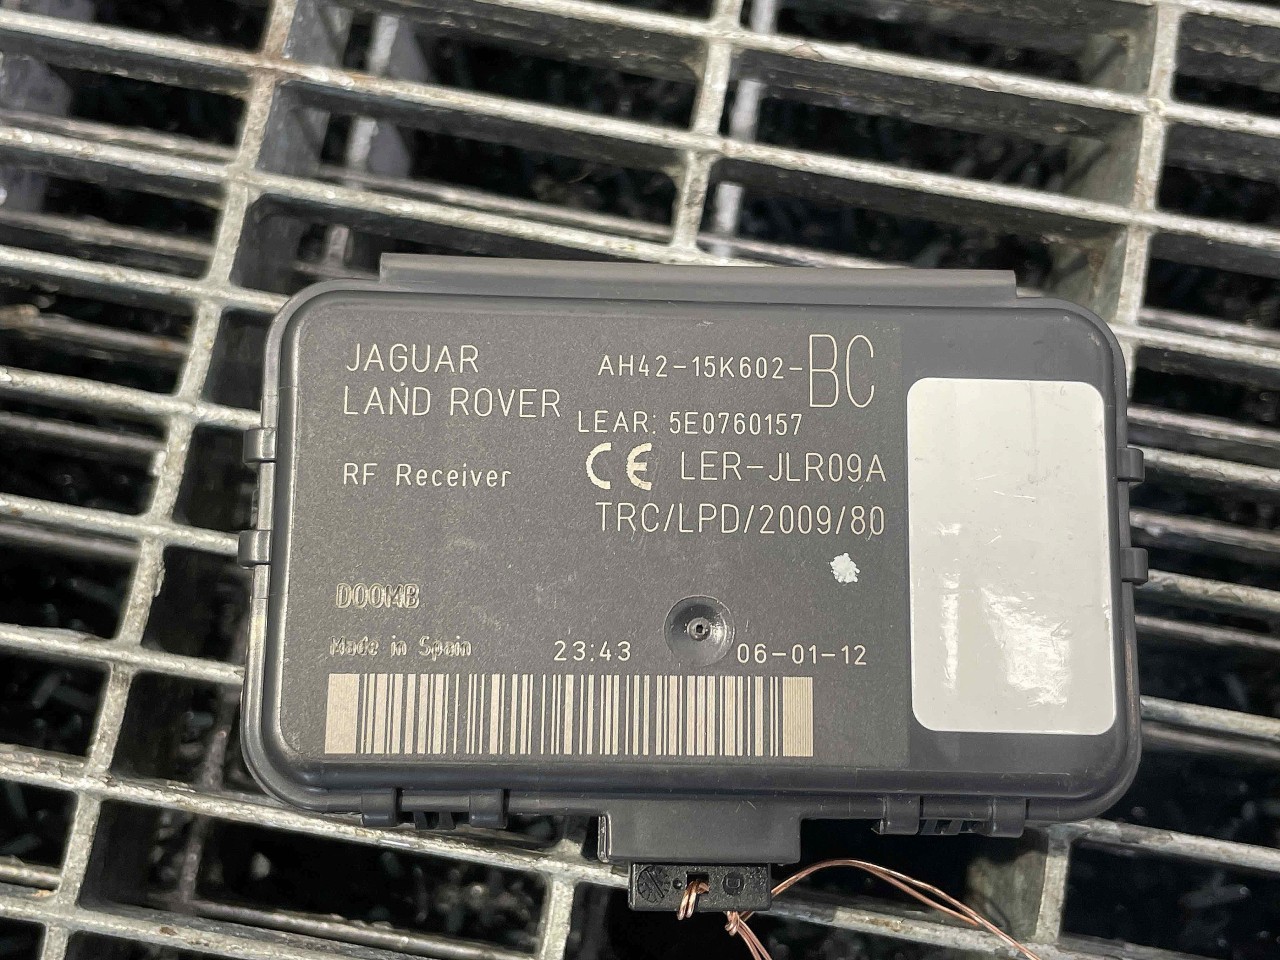 JAGUAR
LAND ROVER
AH42-15K602-BC
LEAR: 5E0760157
RF Receiver
CE LER-JLR09A
TRC/LPD/2009/80
D00MB
Made in Spain
23:43
06-01-12